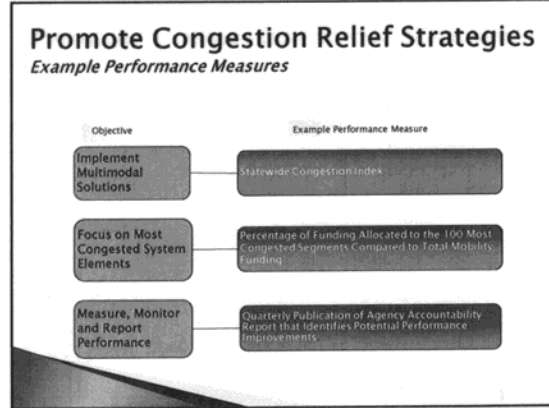 Promote Congestion Relief Strategies
Example Performance Measures
Objective
Example Performance Measure
Implement
Multimodal
Solutions
Statewide Congestion Index
Focus on Most
Congested System
Elements
Percentage of Funding Allocated to the 100 Most
Congested Segments Compared to Total Mobility
Funding
Measure, Monitor
and Report
Performance
Quarterly Publication of Agency Accountability
Report that Identifies Potential Performance
Improvements